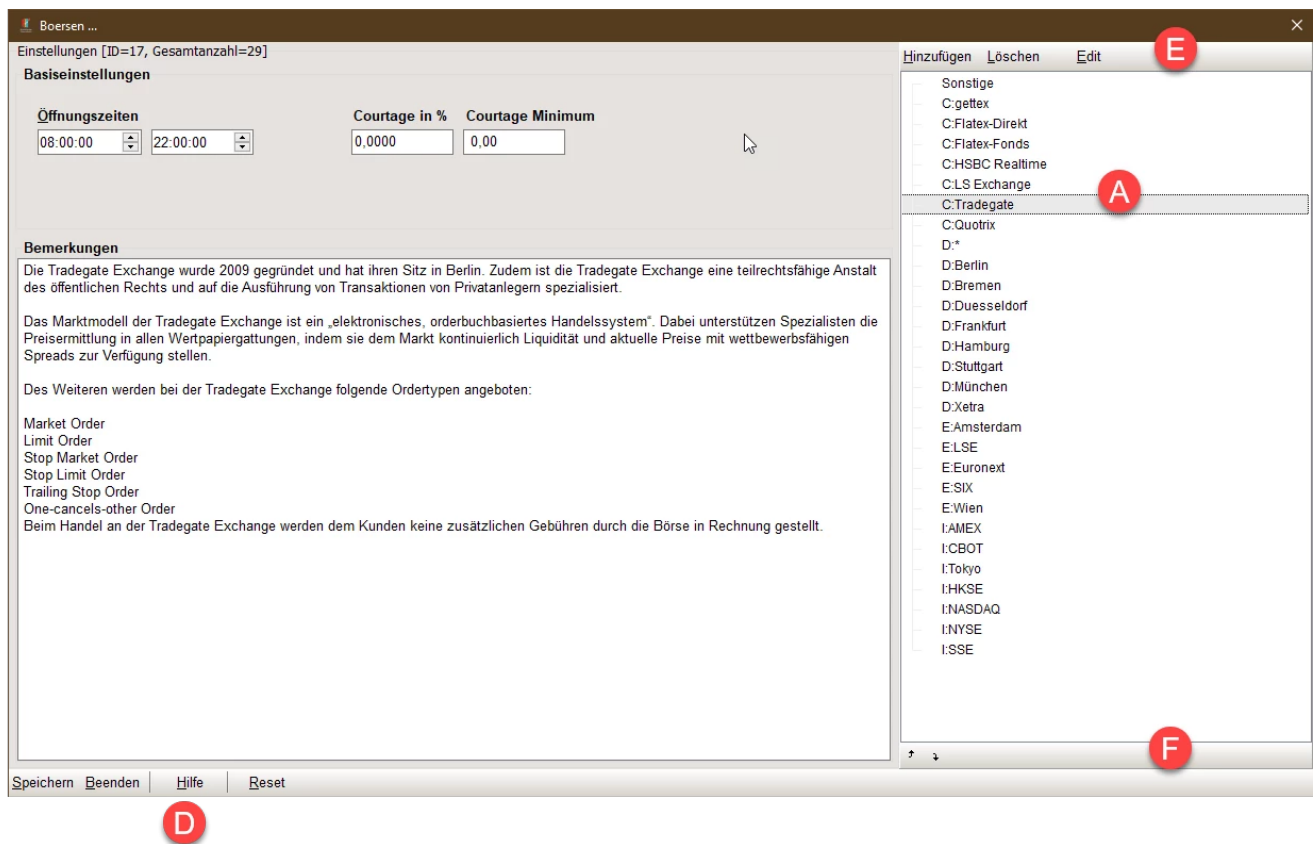 Boersen ...
Einstellungen [ID=17, Gesamtanzahl=29]
Basiseinstellungen
Öffnungszeiten
Courtage in %
Courtage Minimum
08:00:00
22:00:00
0,0000
0,00
Bemerkungen
Die Tradegate Exchange wurde 2009 gegründet und hat ihren Sitz in Berlin. Zudem ist die Tradegate Exchange eine teilrechtsfähige Anstalt
des öffentlichen Rechts und auf die Ausführung von Transaktionen von Privatanlegern spezialisiert.
Das Marktmodell der Tradegate Exchange ist ein „elektronisches, orderbuchbasiertes Handelssystem“. Dabei unterstützen Spezialisten die
Preisermittlung in allen Wertpapiergattungen, indem sie dem Markt kontinuierlich Liquidität und aktuelle Preise mit wettbewerbsfähigen
Spreads zur Verfügung stellen.
Des Weiteren werden bei der Tradegate Exchange folgende Ordertypen angeboten:
Market Order
Limit Order
Stop Market Order
Stop Limit Order
Trailing Stop Order
One-cancels-other Order
Beim Handel an der Tradegate Exchange werden dem Kunden keine zusätzlichen Gebühren durch die Börse in Rechnung gestellt.
Speichern Beenden Hilfe Reset
D
Hinzufügen Löschen Edit
E
Sonstige
C:gettex
C:Flatex-Direkt
C:Flatex-Fonds
C:HSBC Realtime
C:LS Exchange
A
C:Tradegate
C:Quotrix
D:*
D:Berlin
D:Bremen
D:Duesseldorf
D:Frankfurt
D:Hamburg
D:Stuttgart
D:München
D:Xetra
E:Amsterdam
E:LSE
E:Euronext
E:SIX
E:Wien
I:AMEX
I:CBOT
I:Tokyo
I:HKSE
I:NASDAQ
I:NYSE
I:SSE
F